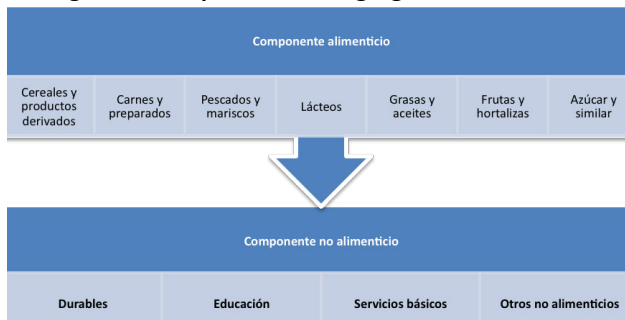 Componente alimenticio
Cereales y
productos
derivados
Carnes y
preparados
Pescados y
mariscos
Lácteos
Grasas y
aceites
Frutas y
hortalizas
Azúcar y
similar
Componente no alimenticio
Durables
Educación
Servicios básicos
Otros no alimenticios